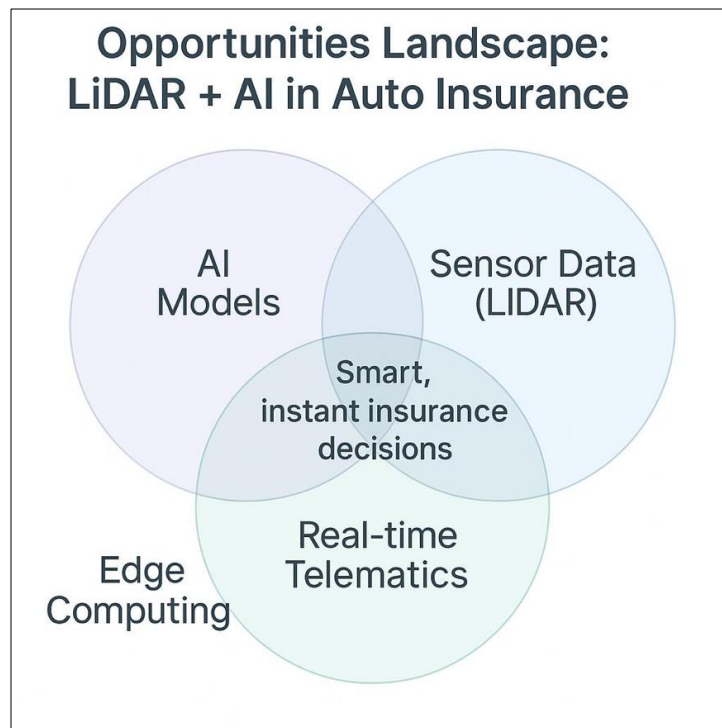 Opportunities Landscape:
LiDAR + AI in Auto Insurance
AI
Models
Sensor Data
(LIDAR)
Smart,
instant insurance
decisions
Real-time
Telematics
Edge
Computing